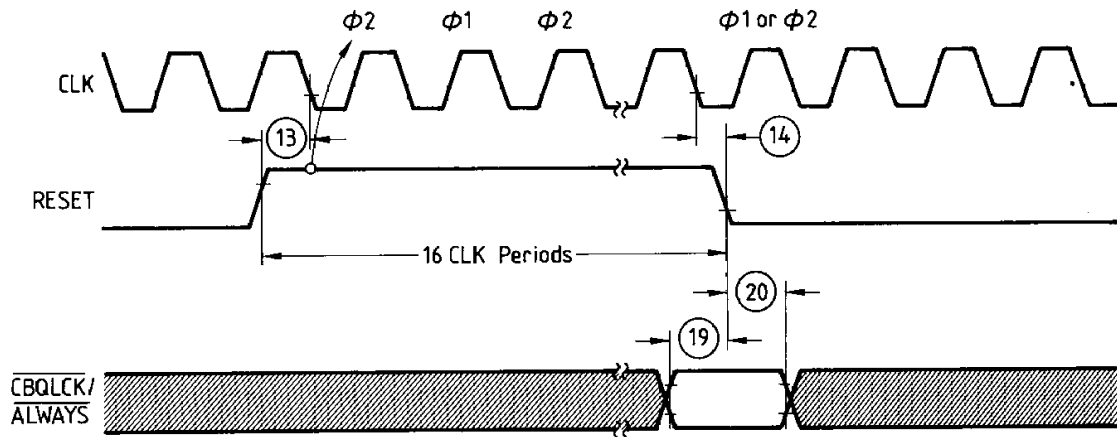 ϕ2 ϕ1 ϕ2 ϕ1 or ϕ2
CLK
13 14
RESET
16 CLK Periods
20
19
CBQLCK/
ALWAYS